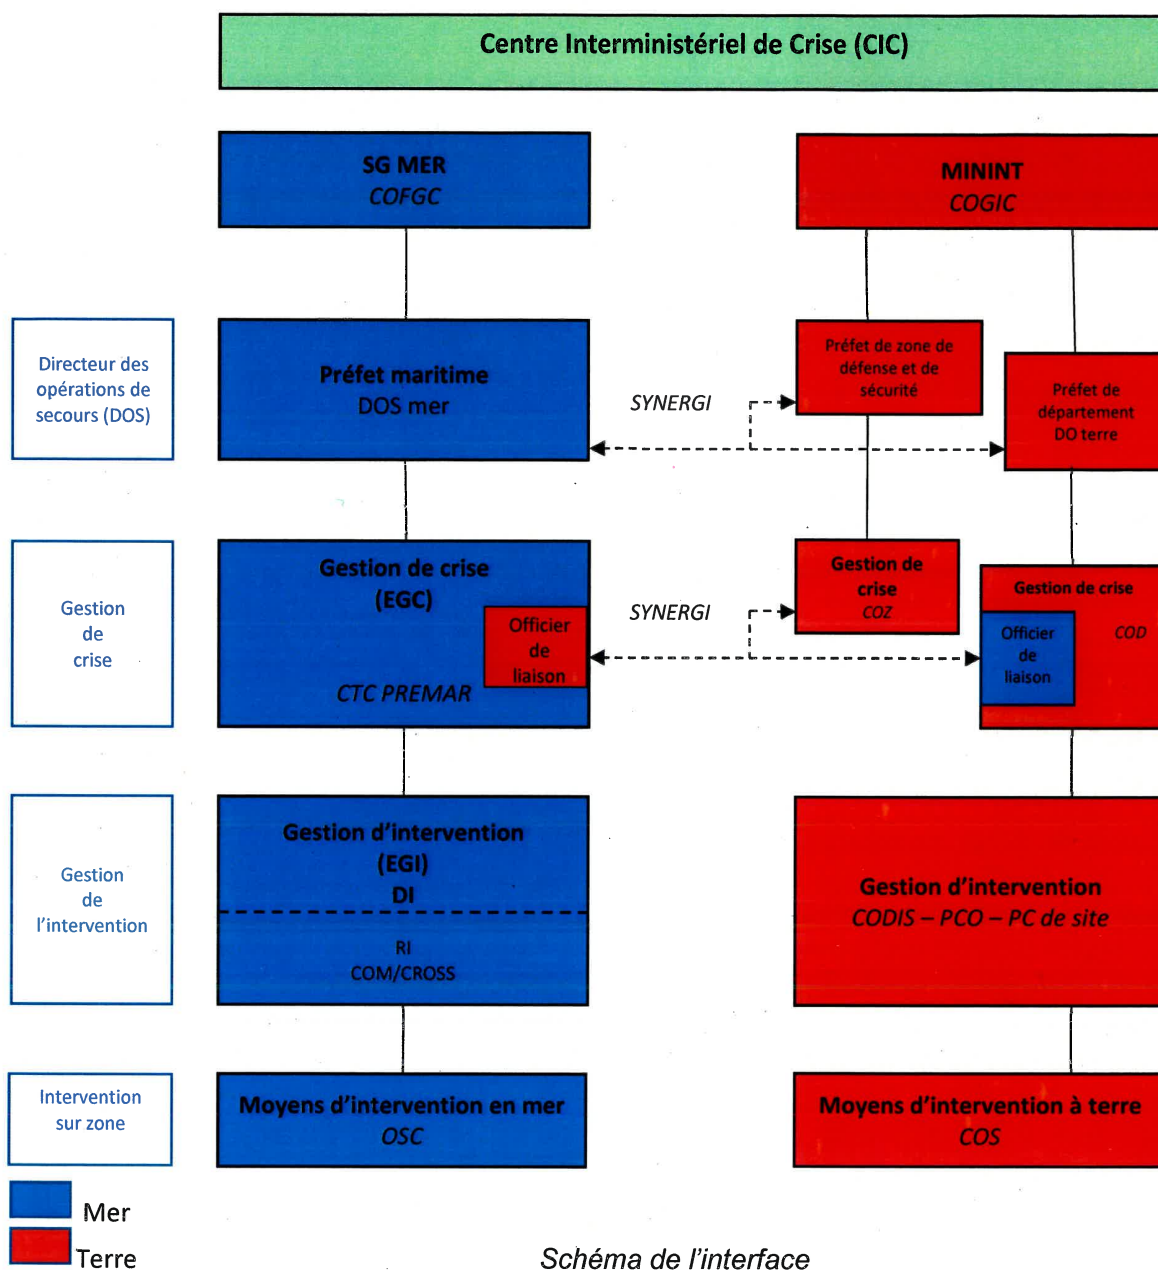 Centre Interministériel de Crise (CIC)
SG MER
COFGC
MININT
COGIC
Directeur des
opérations de
secours (DOS)
Préfet maritime
DOS mer
SYNERGI
Préfet de zone de
défense et de
sécurité
Préfet de
département
DO terre
Gestion
de
crise
Gestion de crise
(EGC)
Officier
de
liaison
CTC PREMAR
SYNERGI
Gestion de
crise
COZ
Gestion de crise
COD
Officier
de
liaison
Gestion
de
l'intervention
Gestion d'intervention
(EGI)
DI
RI
COM/CROSS
Gestion d'intervention
CODIS – PCO – PC de site
Intervention
sur zone
Moyens d'intervention en mer
OSC
Moyens d'intervention à terre
COS
Mer
Terre
Schéma de l'interface